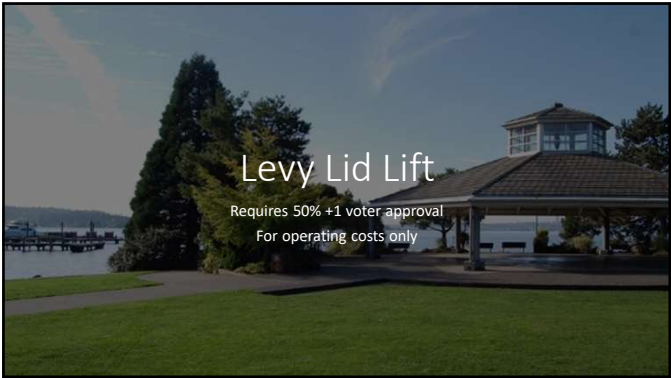 Levy Lid Lift
Requires 50% +1 voter approval
For operating costs only